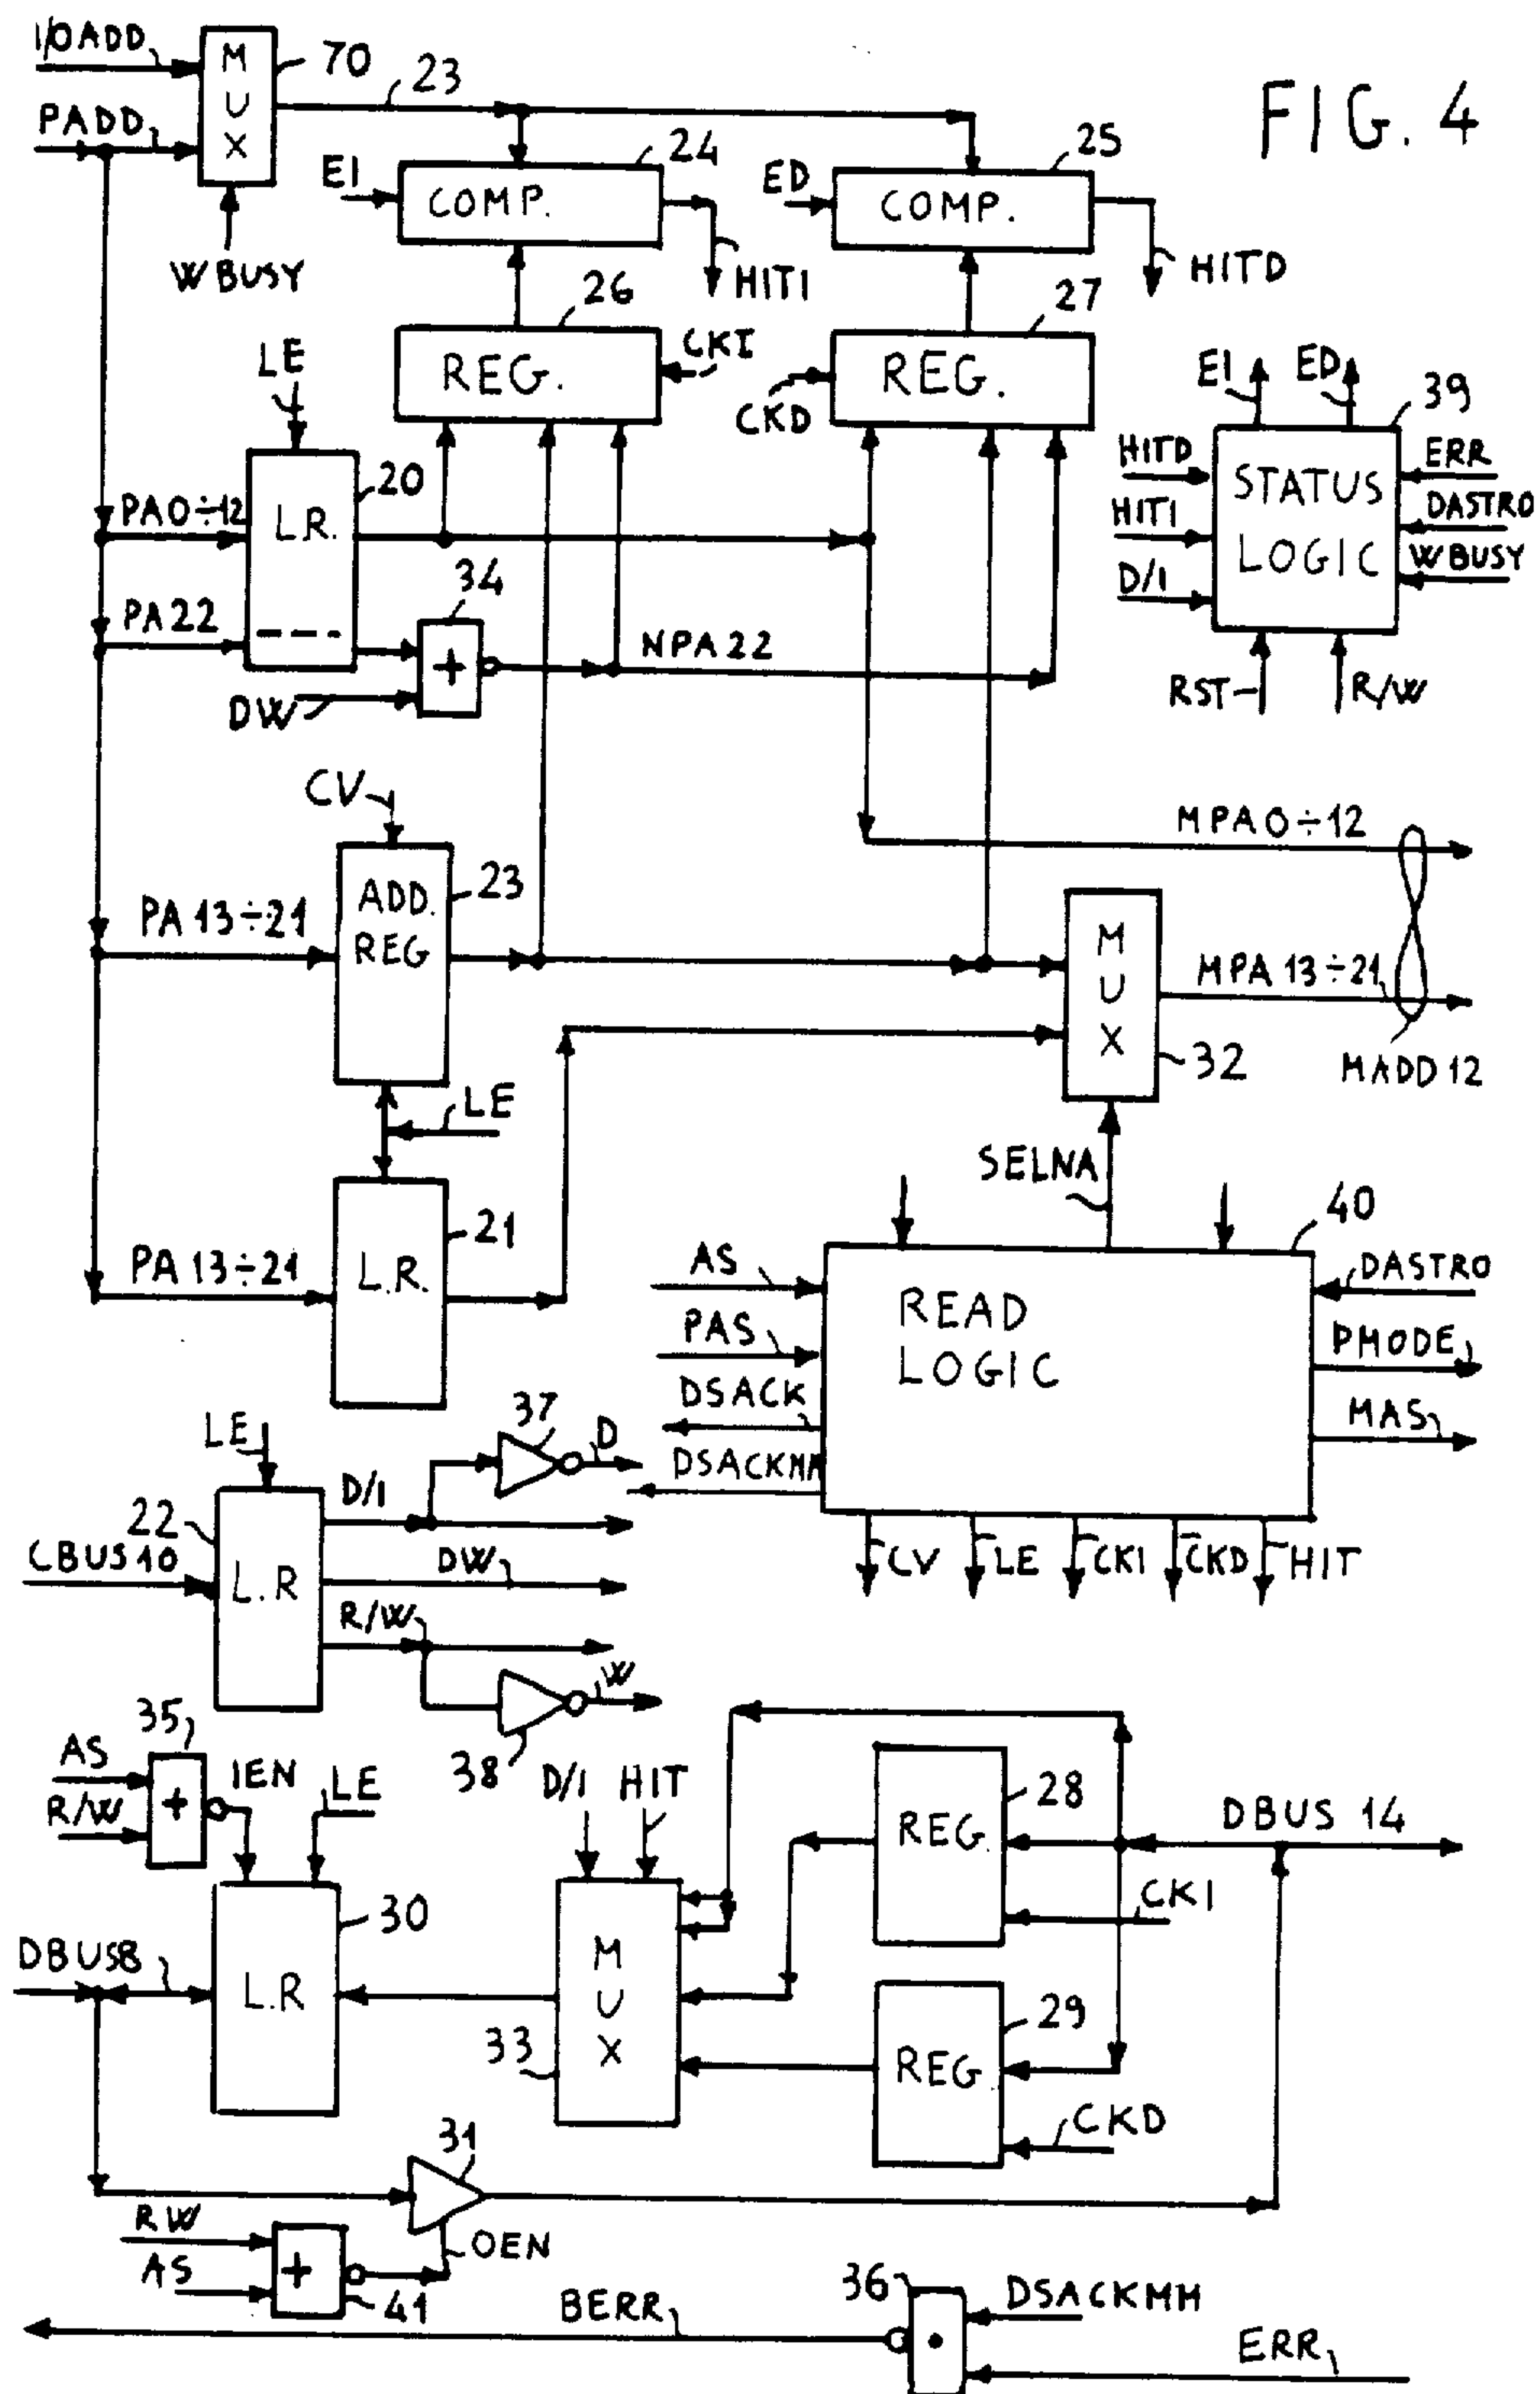 I/OADD
MUX
70
23
PADD
FIG. 4
24
25
EI
COMP.
ED
COMP.
WBUSY
HITI
HITD
26
27
LE
REG.
CKI
REG.
CKD
EI
ED
39
HITD
STATUS LOGIC
ERR
20
PA0÷12
L.R.
HITI
DASTRO
34
WBUSY
PA22
D/I
+
NPA22
DW
RST
R/W
CV
MPA0÷12
ADD. REG
23
PA13÷21
MUX
MPA13÷21
32
MADD12
LE
SELNA
40
21
PA13÷21
L.R.
AS
DASTRO
READ LOGIC
PAS
PMODE
DSACK
37
D
MAS
LE
DSACKMM
D/I
22
CBUS10
L.R
DW
CV
LE
CKI
CKD
HIT
R/W
W
35
38
AS
IEN
LE
D/I
HIT
R/W
+
28
REG.
DBUS 14
30
CKI
DBUS8
L.R
MUX
33
29
REG
CKD
31
RW
OEN
AS
+
41
36
DSACKMM
BERR
ERR